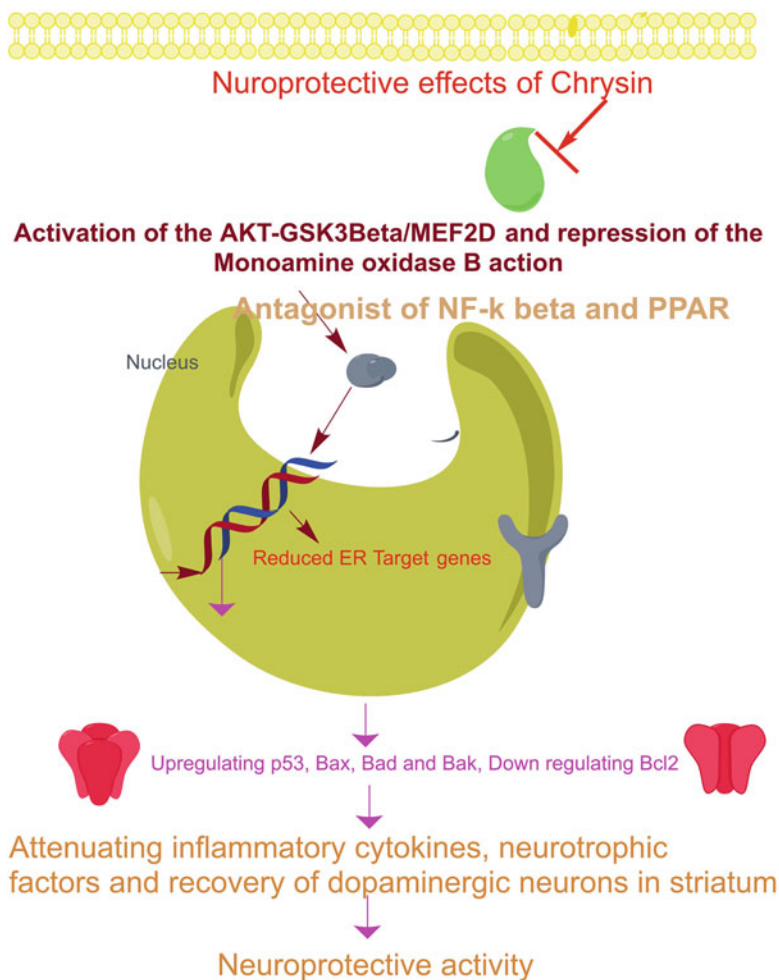 Nuroprotective effects of Chrysin
Activation of the AKT-GSK3Beta/MEF2D and repression of the
Monoamine oxidase B action
Antagonist of NF-k beta and PPAR
Nucleus
Reduced ER Target genes
Upregulating p53, Bax, Bad and Bak, Down regulating Bcl2
Attenuating inflammatory cytokines, neurotrophic
factors and recovery of dopaminergic neurons in striatum
Neuroprotective activity